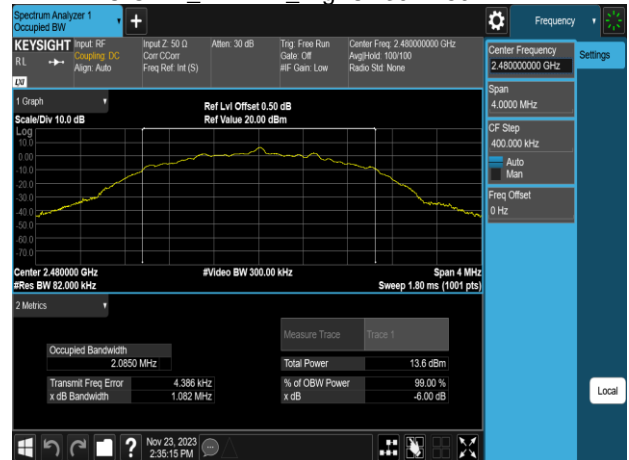 Spectrum Analyzer 1
Occupied BW
Frequency
KEYSIGHT
Input: RF
Coupling: DC
Align: Auto
Input Z: 50 Ω
Corr CCorr
Freq Ref: Int (S)
Atten: 30 dB
Trig: Free Run
Gate: Off
#IF Gain: Low
Center Freq: 2.480000000 GHz
Avg|Hold: 100/100
Radio Std: None
RL
LXI
Center Frequency
2.480000000 GHz
Settings
Span
4.0000 MHz
CF Step
400.000 kHz
Auto
Man
Freq Offset
0 Hz
Local
1 Graph
Scale/Div 10.0 dB
Ref Lvl Offset 0.50 dB
Ref Value 20.00 dBm
Log
10.0
0.00
-10.0
-20.0
-30.0
-40.0
-50.0
-60.0
-70.0
Center 2.480000 GHz
#Res BW 82.000 kHz
#Video BW 300.00 kHz
Span 4 MHz
Sweep 1.80 ms (1001 pts)
2 Metrics
Measure Trace
Trace 1
Occupied Bandwidth
2.0850 MHz
Total Power 13.6 dBm
Transmit Freq Error 4.386 kHz
% of OBW Power 99.00 %
x dB Bandwidth 1.082 MHz
x dB -6.00 dB
?
Nov 23, 2023
2:35:15 PM